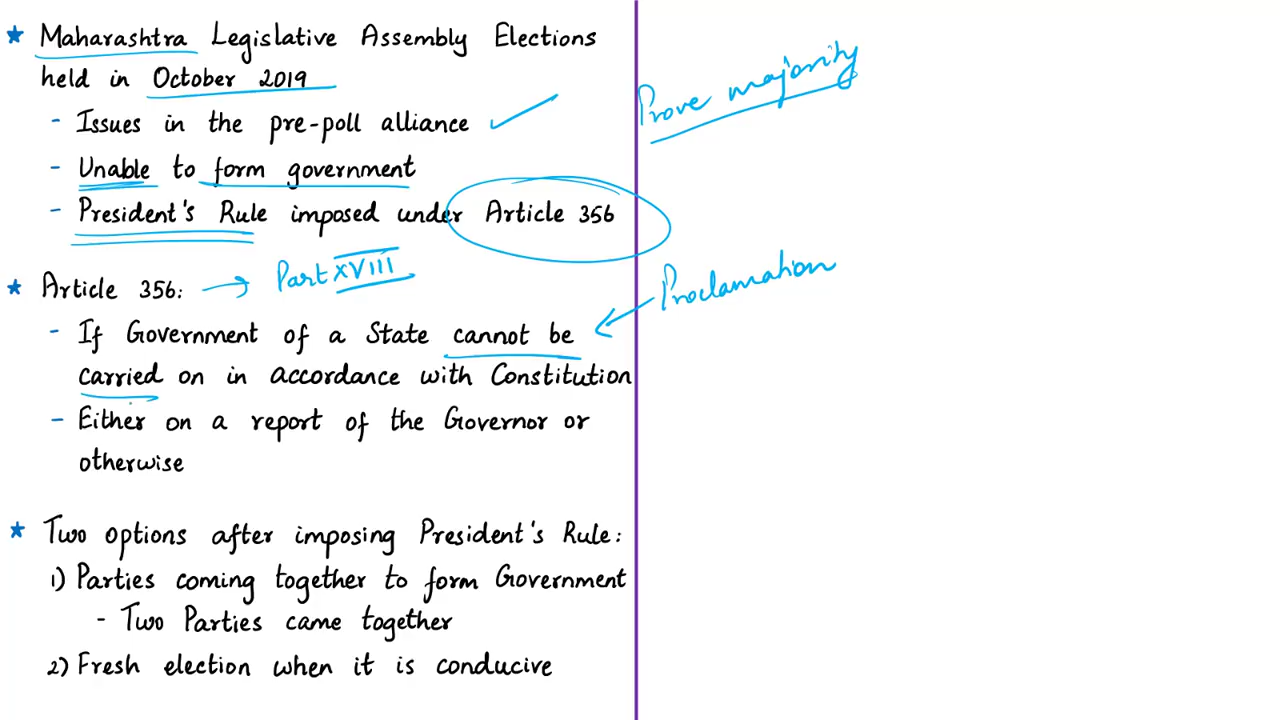 ★ Maharashtra Legislative Assembly Elections
held in October 2019
- Issues in the pre-poll alliance
- Unable to form government
- President's Rule imposed under Article 356
★ Article 356: → Part XVIII
- If Government of a State cannot be
carried on in accordance with Constitution
- Either on a report of the Governor or
otherwise
★ Two options after imposing President's Rule:
1) Parties coming together to form Government
- Two Parties came together
2) Fresh election when it is conducive
Prove majority
Proclamation